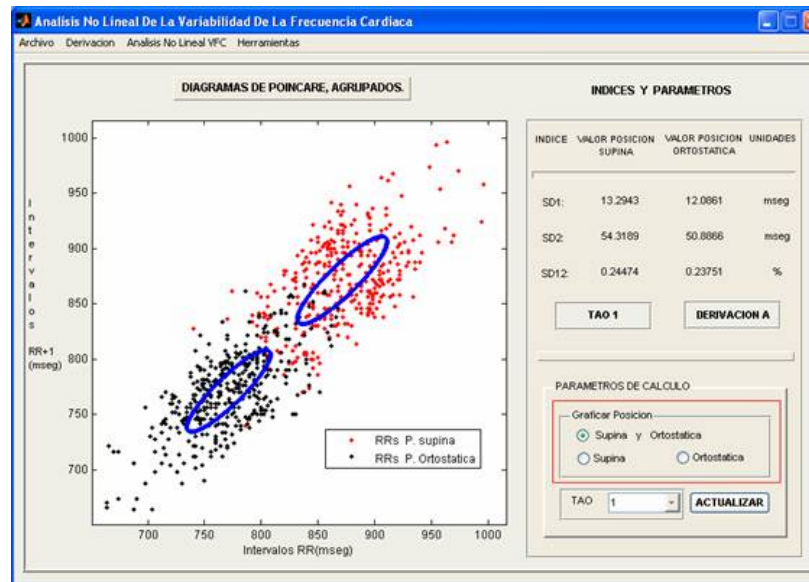 Analisis No Lineal De La Variabilidad De La Frecuencia Cardiaca
Archivo Derivacion Analisis No Lineal VFC Herramientas
DIAGRAMAS DE POINCARE, AGRUPADOS.
Intervalos
RR+1
(mseg)
1000
950
900
850
800
750
700
RRs P. supina
RRs P. Ortostatica
700 750 800 850 900 950 1000
Intervalos RR(mseg)
INDICES Y PARAMETROS
INDICE VALOR POSICION SUPINA VALOR POSICION ORTOSTATICA UNIDADES
SD1: 13.2943 12.0861 mseg
SD2: 54.3189 50.8866 mseg
SD12: 0.24474 0.23751 %
TAO 1 DERIVACION A
PARAMETROS DE CALCULO
Graficar Posicion
Supina y Ortostatica
Supina Ortostatica
TAO 1 ACTUALIZAR